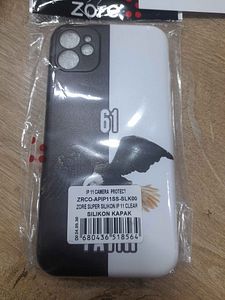 Zore
61
IP 11 CAMERA PROTECT
ZRCO-APIP11SS-SLK00
ZORE SUPER SILIKON IP 11 CLEAR
SILIKON KAPAK
8680436518564